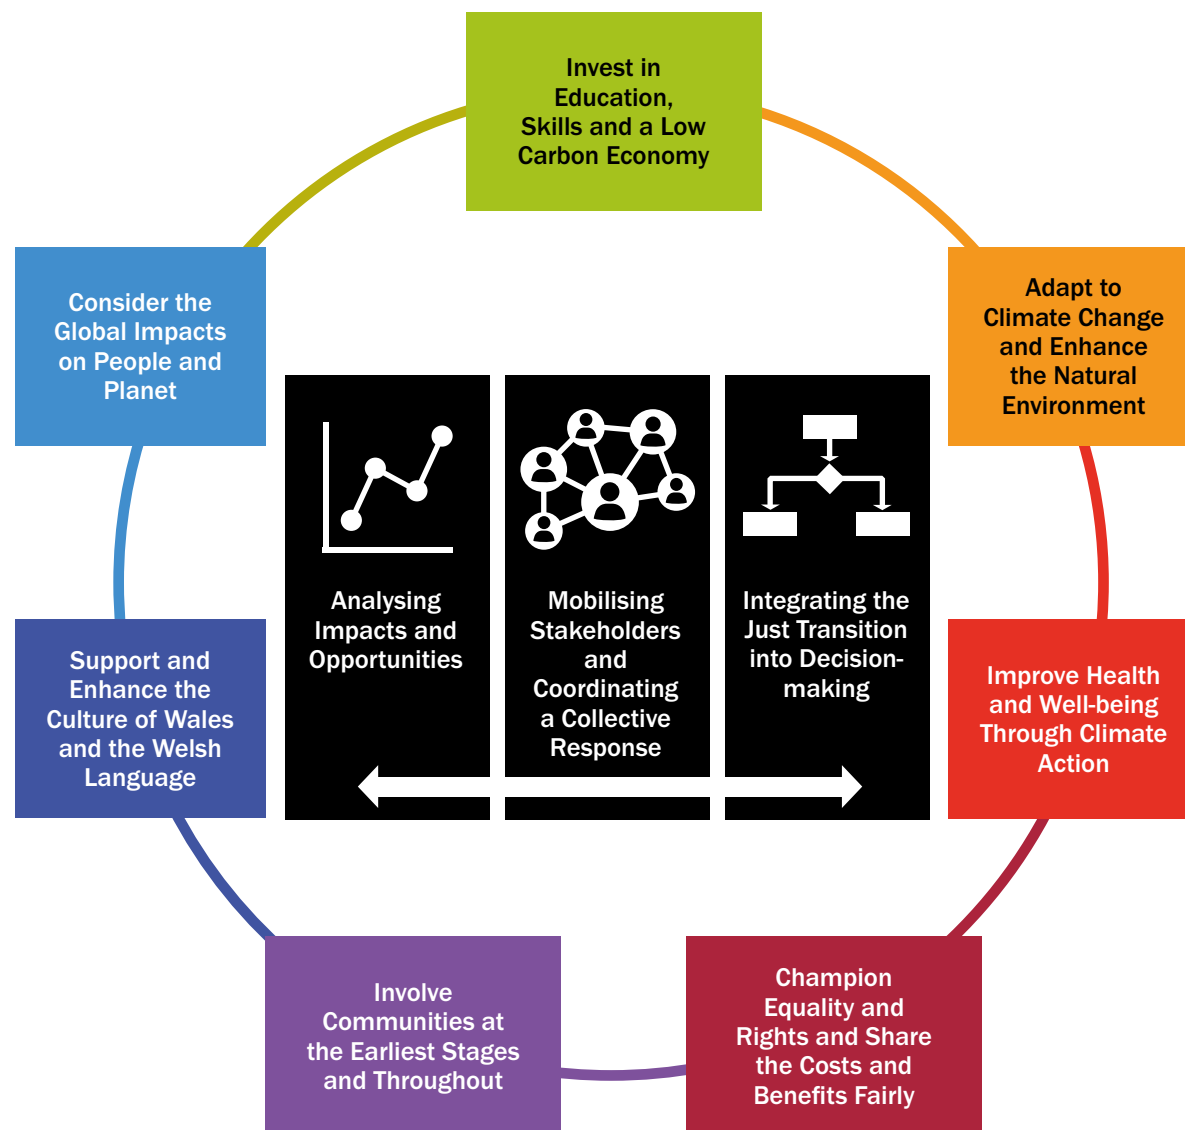 Invest in
Education,
Skills and a Low
Carbon Economy
Adapt to
Climate Change
and Enhance
the Natural
Environment
Improve Health
and Well-being
Through Climate
Action
Champion
Equality and
Rights and Share
the Costs and
Benefits Fairly
Involve
Communities at
the Earliest Stages
and Throughout
Support and
Enhance the
Culture of Wales
and the Welsh
Language
Consider the
Global Impacts
on People and
Planet
Analysing
Impacts and
Opportunities
Mobilising
Stakeholders
and
Coordinating
a Collective
Response
Integrating the
Just Transition
into Decision-
making